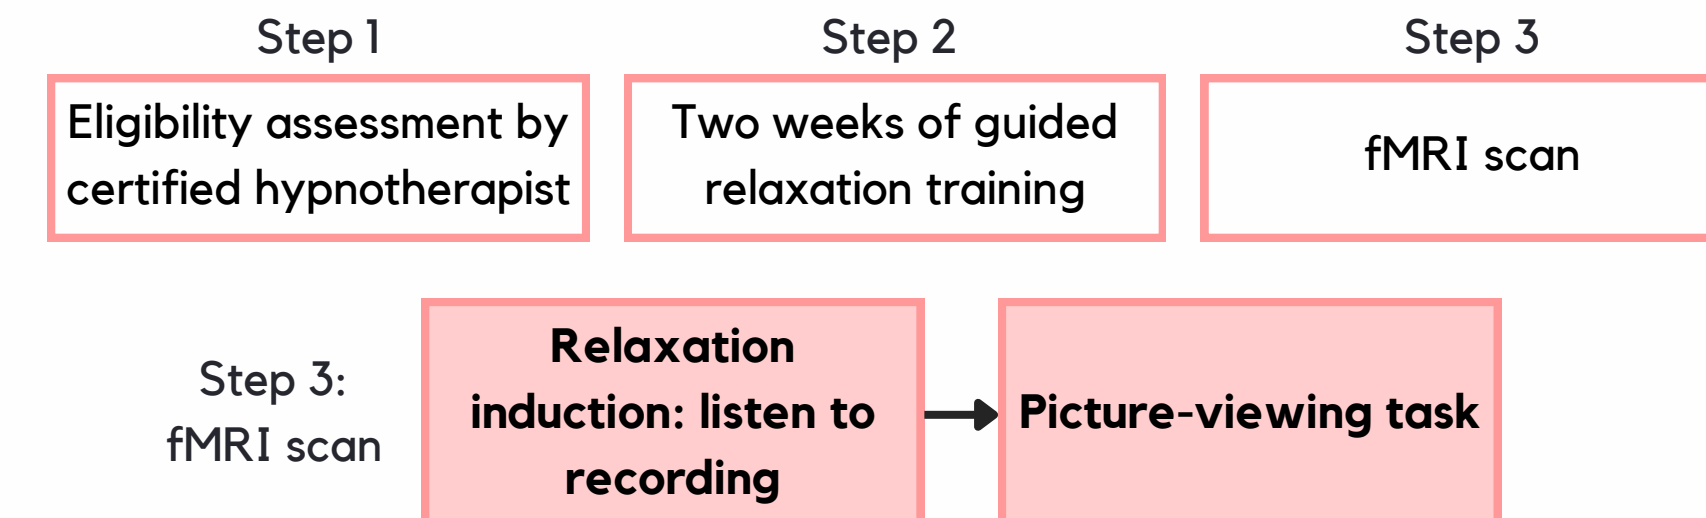 Step 1
Step 2
Step 3
Eligibility assessment by
certified hypnotherapist
Two weeks of guided
relaxation training
fMRI scan
Step 3:
fMRI scan
Relaxation
induction: listen to
recording
Picture-viewing task